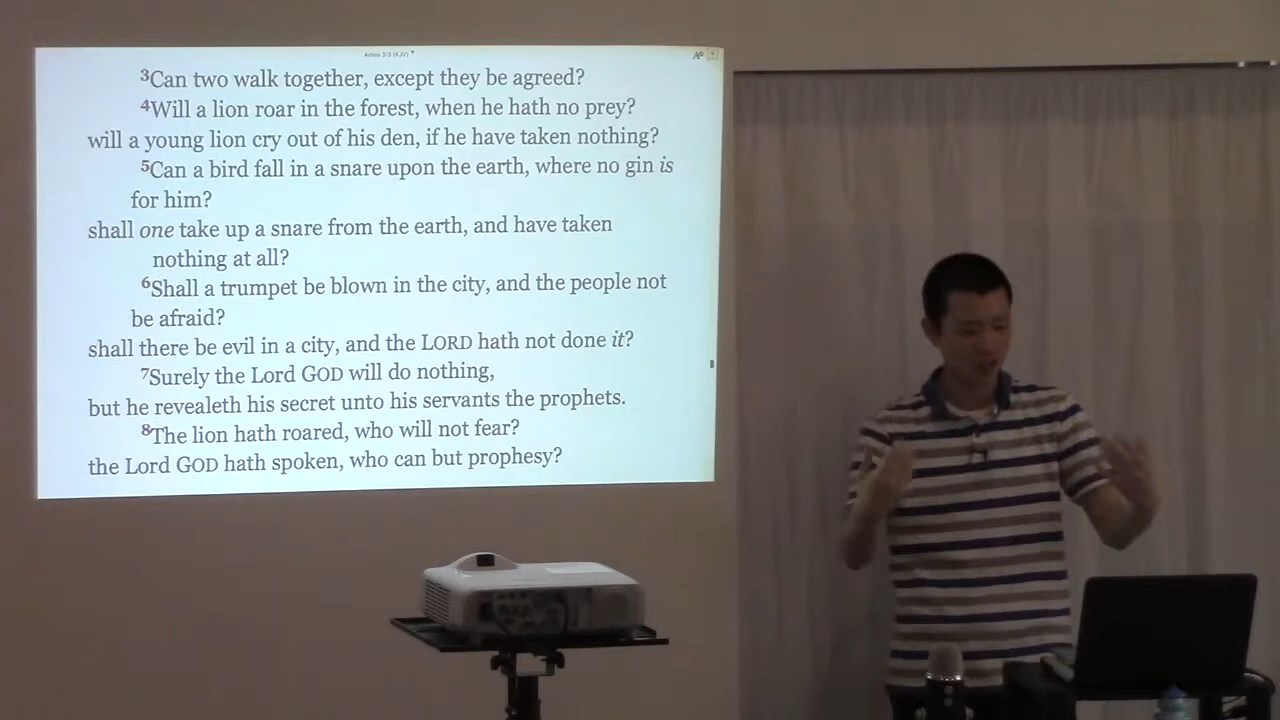 Amos 3:3 (KJV)
3Can two walk together, except they be agreed?
4Will a lion roar in the forest, when he hath no prey?
will a young lion cry out of his den, if he have taken nothing?
5Can a bird fall in a snare upon the earth, where no gin is
for him?
shall one take up a snare from the earth, and have taken
nothing at all?
6Shall a trumpet be blown in the city, and the people not
be afraid?
shall there be evil in a city, and the LORD hath not done it?
7Surely the Lord GOD will do nothing,
but he revealeth his secret unto his servants the prophets.
8The lion hath roared, who will not fear?
the Lord GOD hath spoken, who can but prophesy?